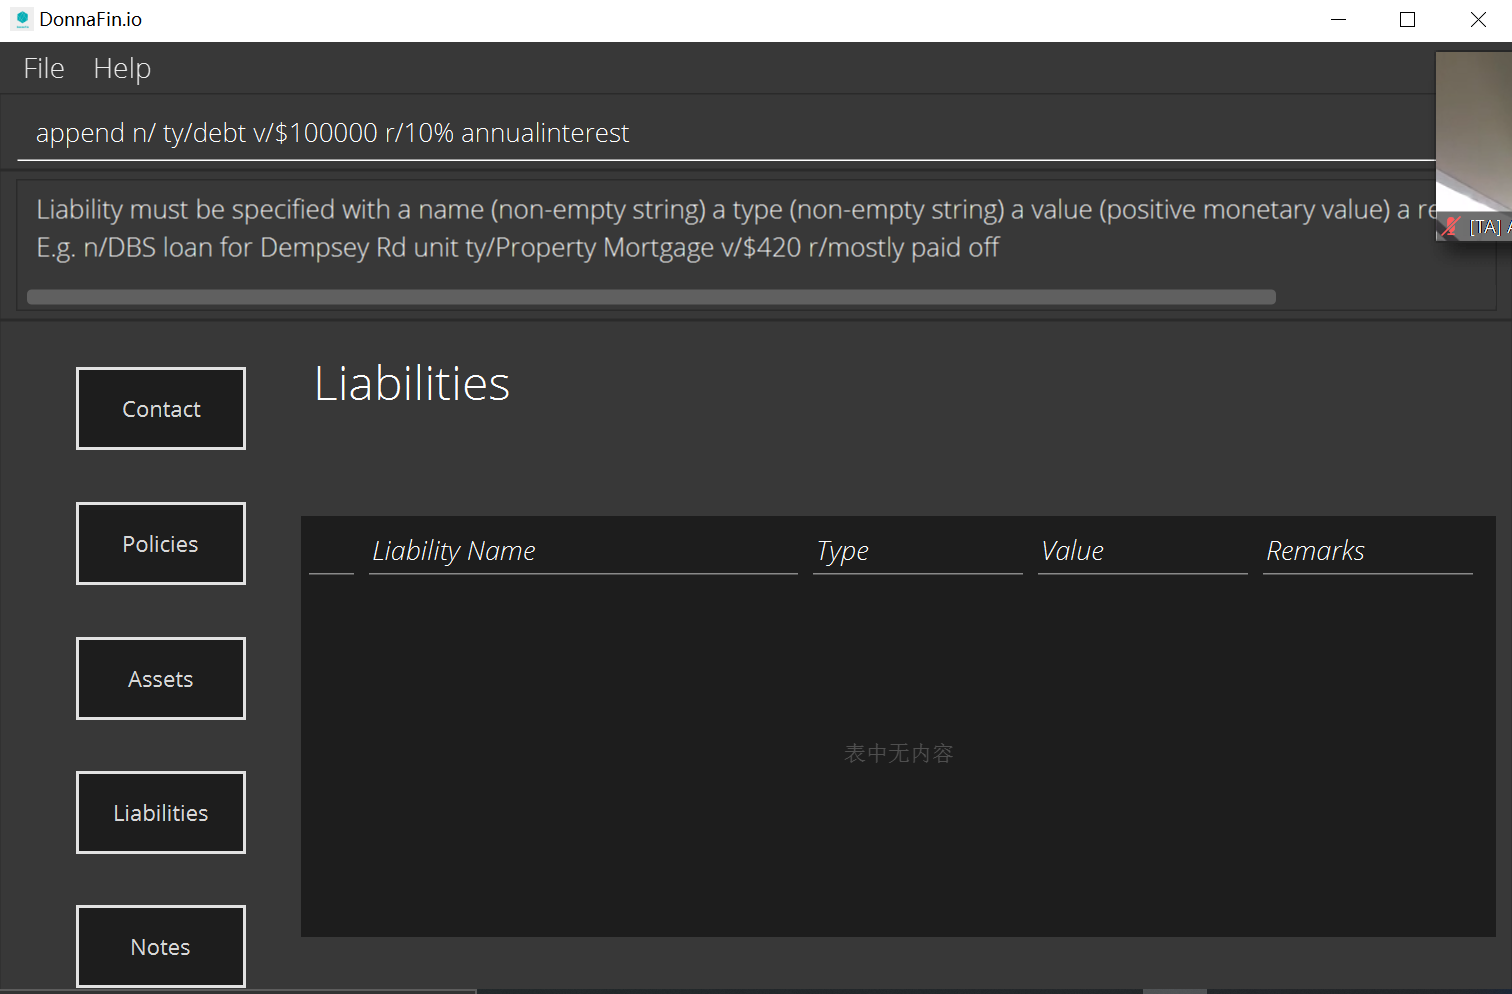 DonnaFin.io
File Help
append n/ ty/debt v/$100000 r/10% annualinterest
Liability must be specified with a name (non-empty string) a type (non-empty string) a value (positive monetary value) a
E.g. n/DBS loan for Dempsey Rd unit ty/Property Mortgage v/$420 r/mostly paid off
[TA]
Contact
Policies
Assets
Liabilities
Notes
Liabilities
Liability Name Type Value Remarks
表中无内容